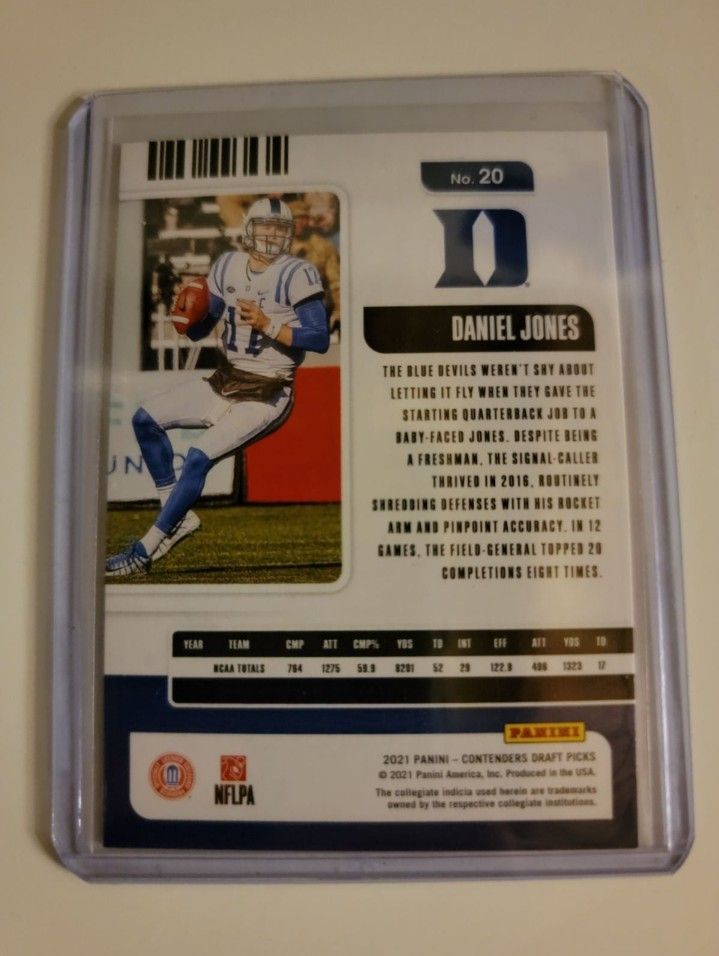 No. 20
D
DANIEL JONES
THE BLUE DEVILS WEREN'T SHY ABOUT
LETTING IT FLY WHEN THEY GAVE THE
STARTING QUARTERBACK JOB TO A
BABY-FACED JONES. DESPITE BEING
A FRESHMAN, THE SIGNAL-CALLER
THRIVED IN 2016, ROUTINELY
SHREDDING DEFENSES WITH HIS ROCKET
ARM AND PINPOINT ACCURACY. IN 12
GAMES, THE FIELD-GENERAL TOPPED 20
COMPLETIONS EIGHT TIMES.
YEAR TEAM CMP ATT CMP% YDS TD INT EFF ATT YDS TD
NCAA TOTALS 764 1275 59.9 8201 52 29 122.9 406 1323 17
PANINI
2021 PANINI – CONTENDERS DRAFT PICKS
© 2021 Panini America, Inc. Produced in the USA.
The collegiate indicia used herein are trademarks
owned by the respective collegiate institutions.
NFLPA
17